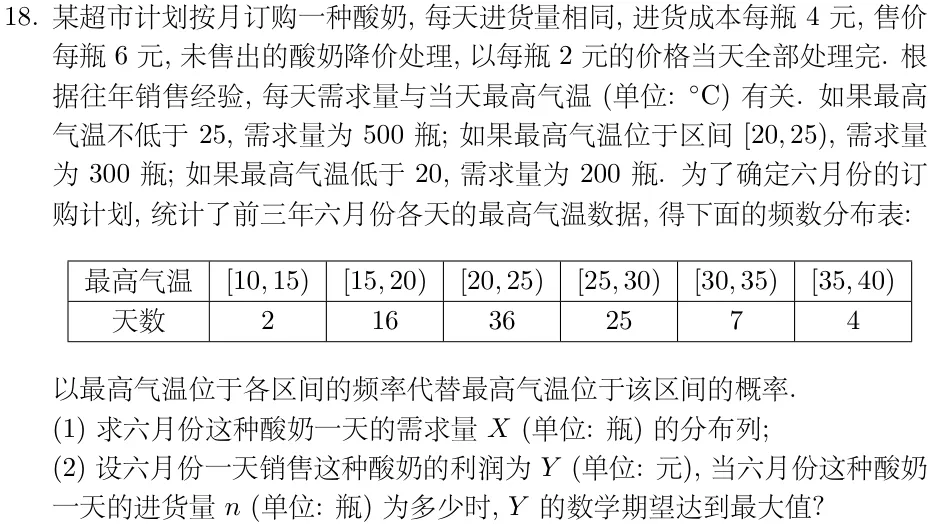 18. 某超市计划按月订购一种酸奶, 每天进货量相同, 进货成本每瓶 4 元, 售价
每瓶 6 元, 未售出的酸奶降价处理, 以每瓶 2 元的价格当天全部处理完. 根
据往年销售经验, 每天需求量与当天最高气温 (单位: °C) 有关. 如果最高
气温不低于 25, 需求量为 500 瓶; 如果最高气温位于区间 [20,25), 需求量
为 300 瓶; 如果最高气温低于 20, 需求量为 200 瓶. 为了确定六月份的订
购计划, 统计了前三年六月份各天的最高气温数据, 得下面的频数分布表:
最高气温 [10,15) [15,20) [20,25) [25,30) [30,35) [35,40)
天数 2 16 36 25 7 4
以最高气温位于各区间的频率代替最高气温位于该区间的概率.
(1) 求六月份这种酸奶一天的需求量 X (单位: 瓶) 的分布列;
(2) 设六月份一天销售这种酸奶的利润为 Y (单位: 元), 当六月份这种酸奶
一天的进货量 n (单位: 瓶) 为多少时, Y 的数学期望达到最大值?